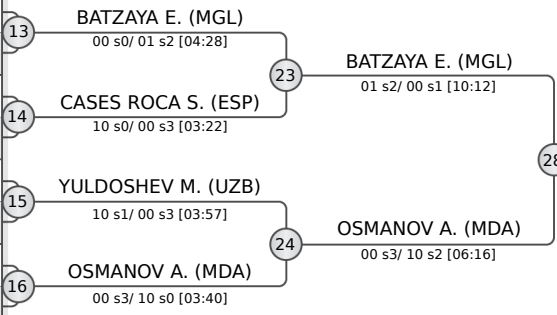 13
BATZAYA E. (MGL)
00 s0/ 01 s2 [04:28]
23
BATZAYA E. (MGL)
01 s2/ 00 s1 [10:12]
14
CASES ROCA S. (ESP)
10 s0/ 00 s3 [03:22]
28
15
YULDOSHEV M. (UZB)
10 s1/ 00 s3 [03:57]
24
OSMANOV A. (MDA)
00 s3/ 10 s2 [06:16]
16
OSMANOV A. (MDA)
00 s3/ 10 s0 [03:40]